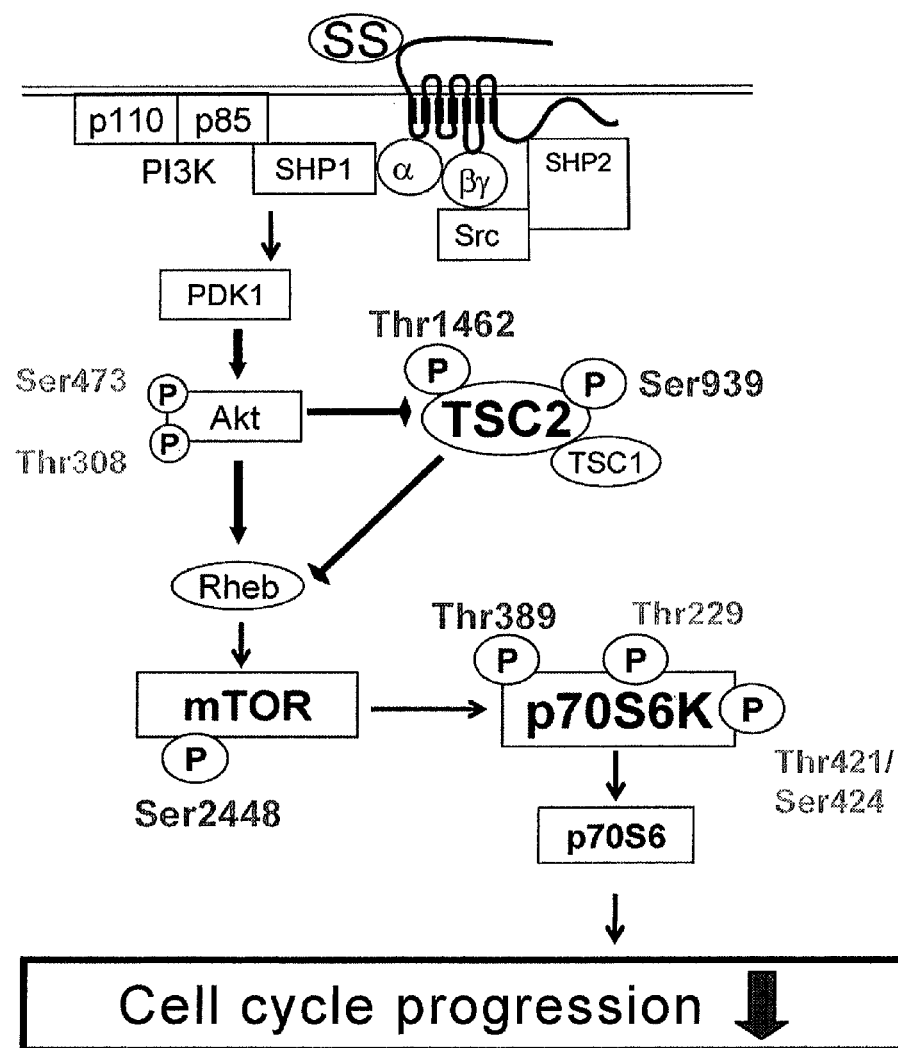 SS
p110 p85
PI3K
SHP1
α
βγ
SHP2
Src
PDK1
Thr1462
P
P
Ser939
Ser473
P
Akt
P
Thr308
TSC2
TSC1
Rheb
Thr389
Thr229
P
P
mTOR
p70S6K
P
P
Ser2448
Thr421/
Ser424
p70S6
Cell cycle progression